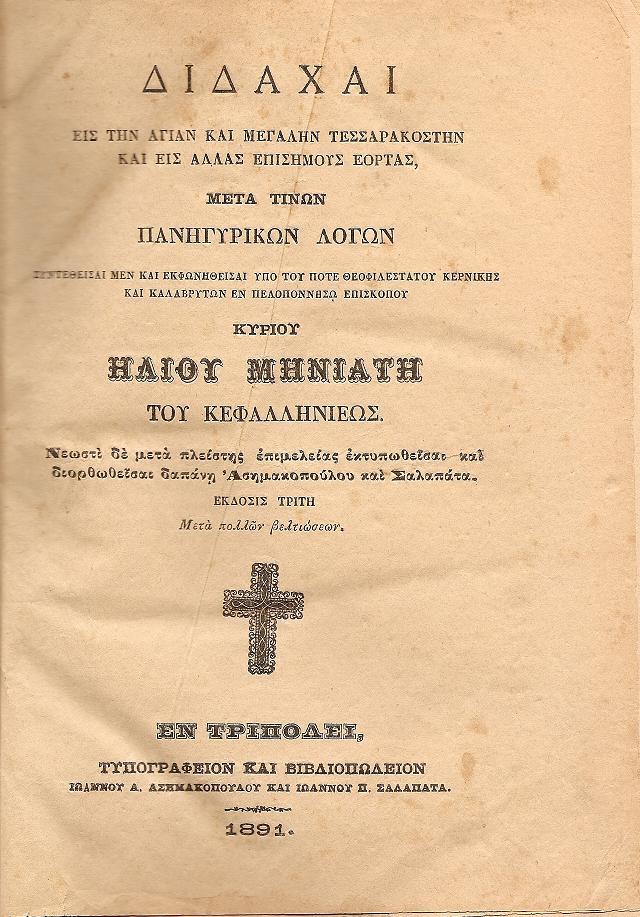 ΔΙΔΑΧΑΙ
ΕΙΣ ΤΗΝ ΑΓΙΑΝ ΚΑΙ ΜΕΓΑΛΗΝ ΤΕΣΣΑΡΑΚΟΣΤΗΝ
ΚΑΙ ΕΙΣ ΑΛΛΑΣ ΕΠΙΣΗΜΟΥΣ ΕΟΡΤΑΣ,
ΜΕΤΑ ΤΙΝΩΝ
ΠΑΝΗΓΥΡΙΚΩΝ ΛΟΓΩΝ
ΣΥΝΤΕΘΕΙΣΑΙ ΜΕΝ ΚΑΙ ΕΚΦΩΝΗΘΕΙΣΑΙ ΥΠΟ ΤΟΥ ΠΟΤΕ ΘΕΟΦΙΛΕΣΤΑΤΟΥ ΚΕΡΝΙΚΗΣ
ΚΑΙ ΚΑΛΑΒΡΥΤΩΝ ΕΝ ΠΕΛΟΠΟΝΝΗΣῼ ΕΠΙΣΚΟΠΟΥ
ΚΥΡΙΟΥ
ΗΛΙΟΥ ΜΗΝΙΑΤΗ
ΤΟΥ ΚΕΦΑΛΛΗΝΙΕΩΣ.
Νεωστὶ δὲ μετὰ πλείστης ἐπιμελείας ἐκτυπωθεῖσαι καὶ
διορθωθεῖσαι δαπάνῃ Ἀσημακοπούλου καὶ Σαλαπάτα.
ΕΚΔΟΣΙΣ ΤΡΙΤΗ
Μετὰ πολλῶν βελτιώσεων.
ΕΝ ΤΡΙΠΟΛΕΙ,
ΤΥΠΟΓΡΑΦΕΙΟΝ ΚΑΙ ΒΙΒΛΙΟΠΩΛΕΙΟΝ
ΙΩΑΝΝΟΥ Α. ΑΣΗΜΑΚΟΠΟΥΛΟΥ ΚΑΙ ΙΩΑΝΝΟΥ Π. ΣΑΛΑΠΑΤΑ.
1891.